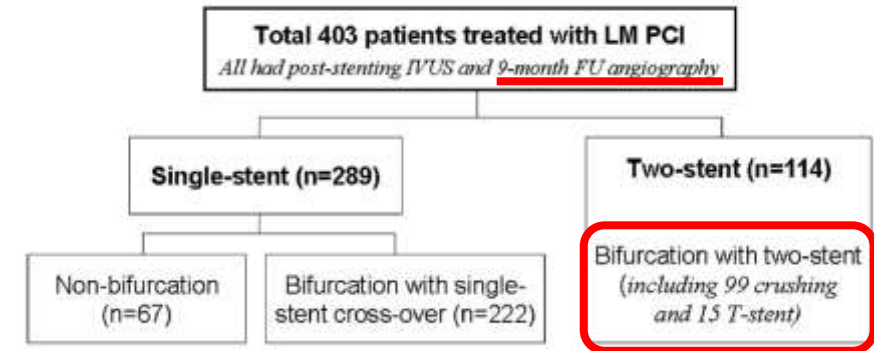 Total 403 patients treated with LM PCI
All had post-stenting IVUS and 9-month FU angiography
Single-stent (n=289)
Two-stent (n=114)
Non-bifurcation
(n=67)
Bifurcation with single-
stent cross-over (n=222)
Bifurcation with two-stent
(including 99 crushing
and 15 T-stent)